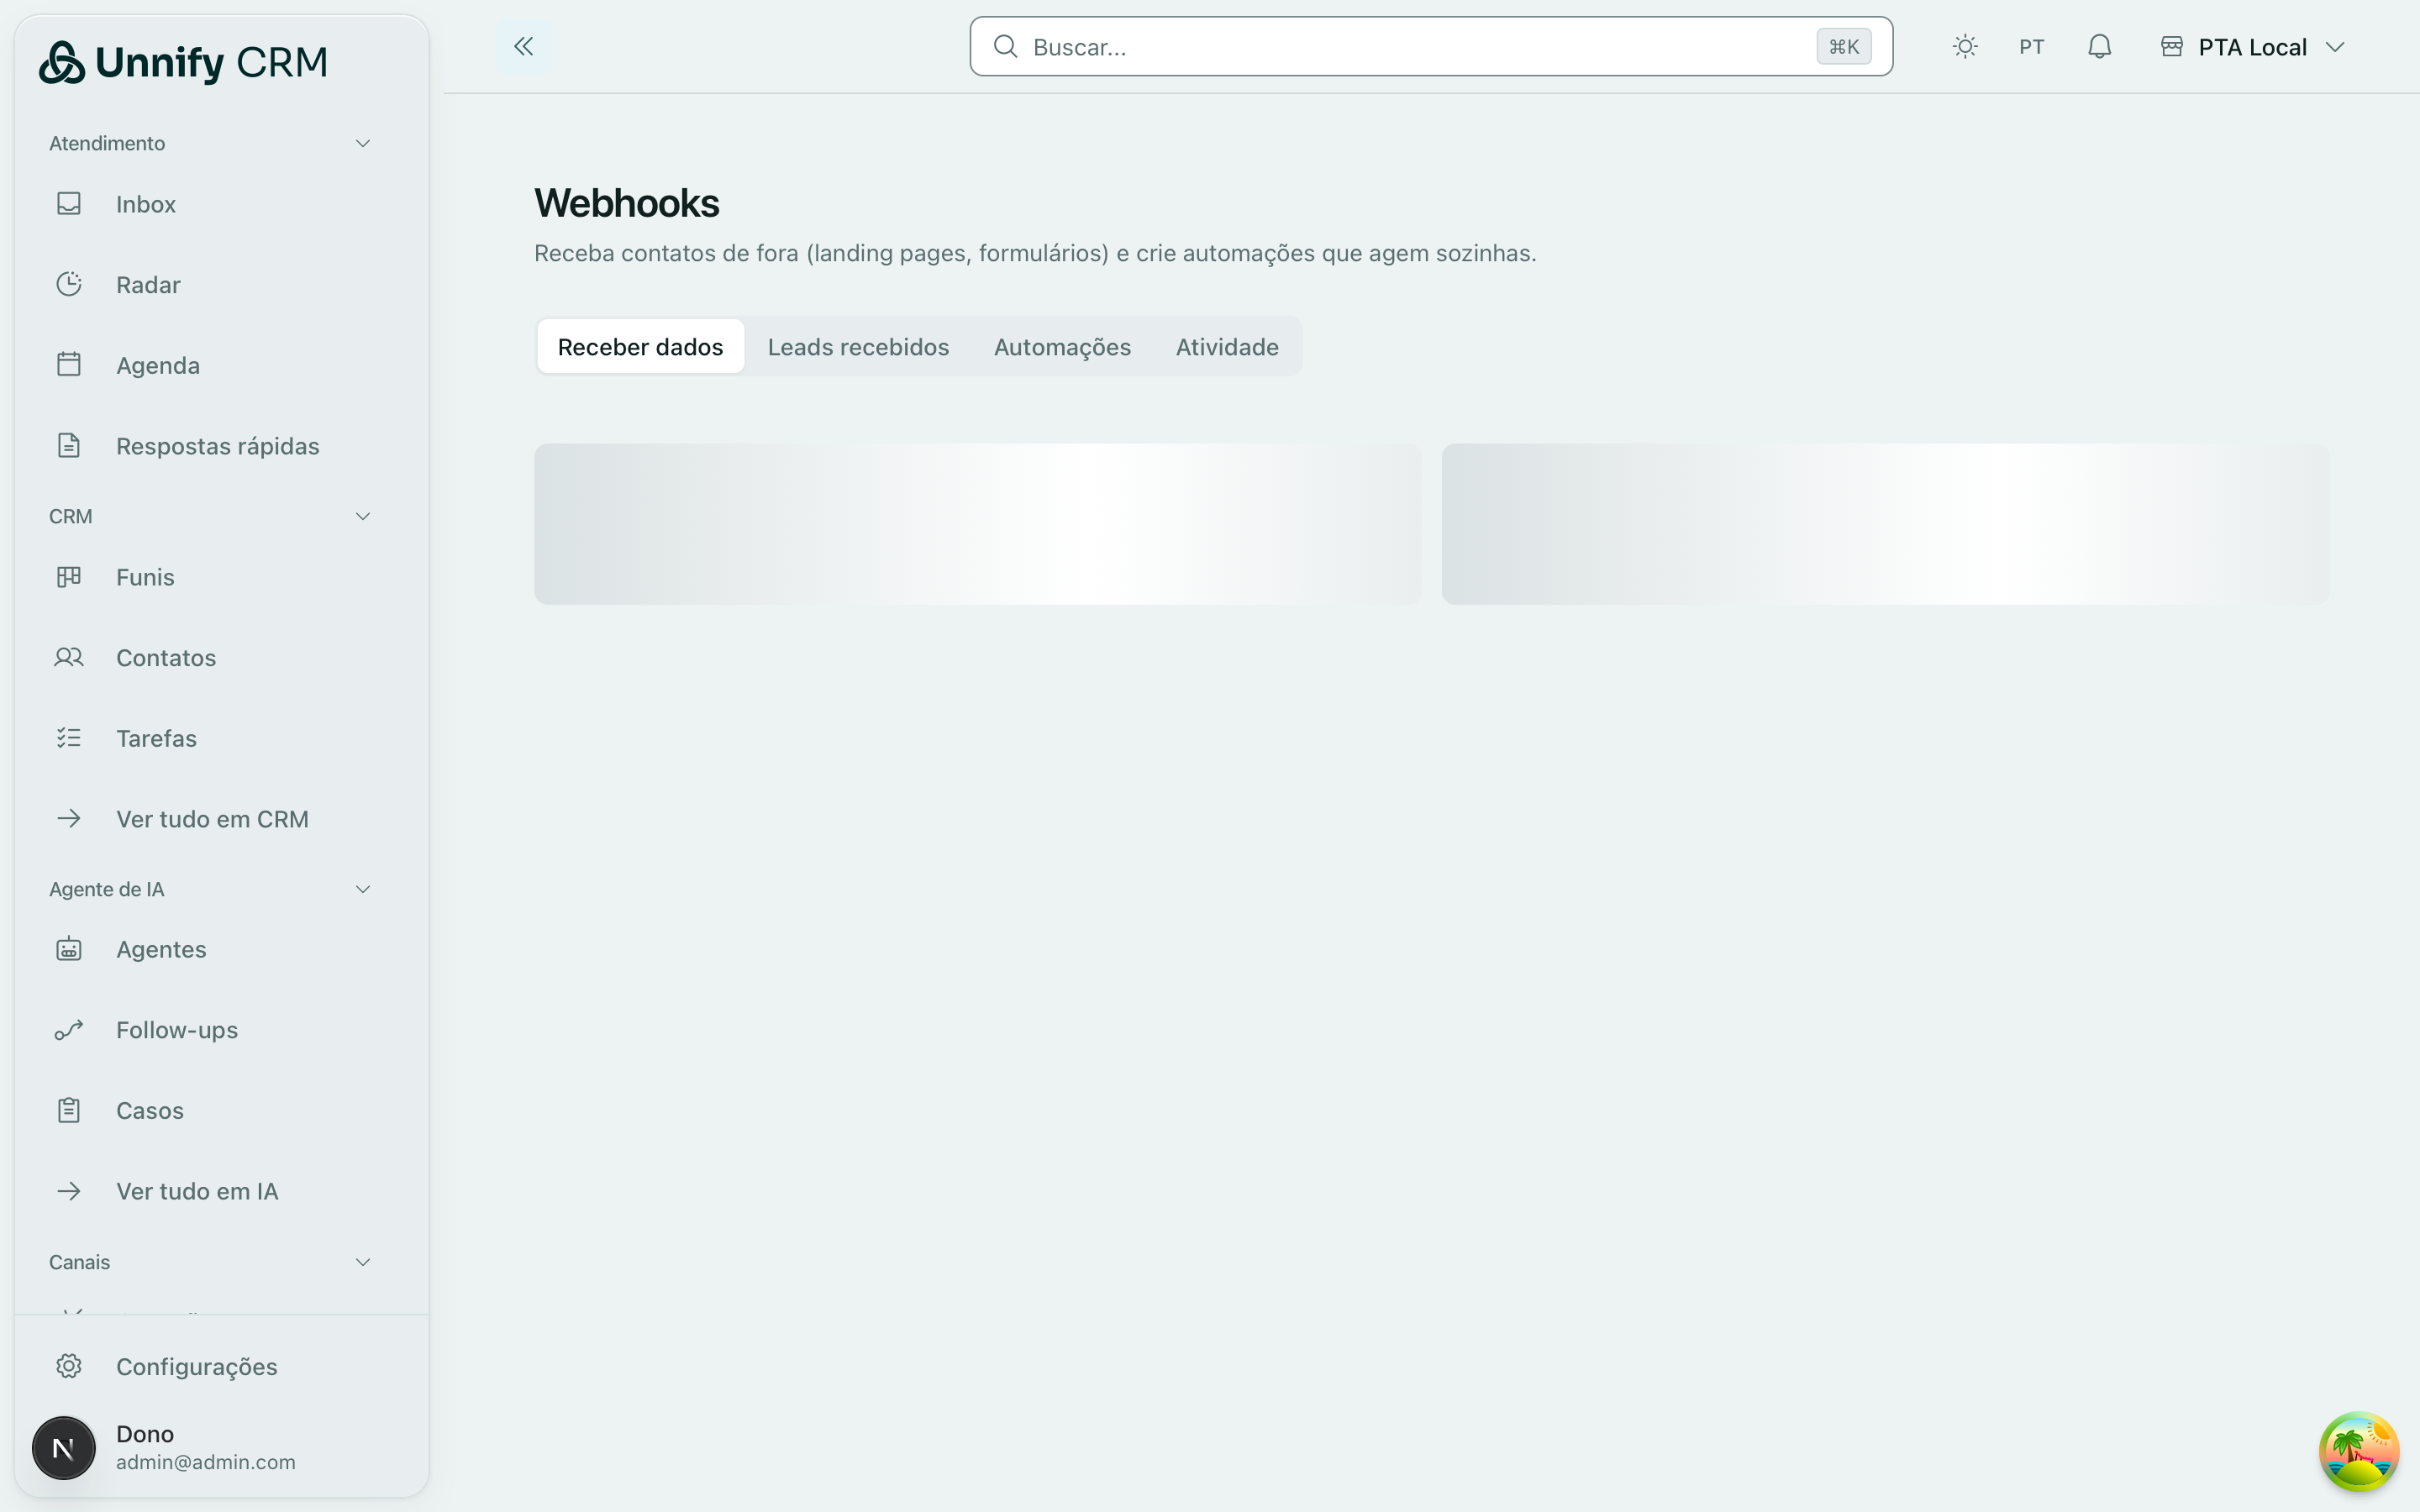 Unnify CRM
Buscar...
⌘K
PT
PTA Local
Atendimento
Inbox
Radar
Agenda
Respostas rápidas
CRM
Funis
Contatos
Tarefas
Ver tudo em CRM
Agente de IA
Agentes
Follow-ups
Casos
Ver tudo em IA
Canais
Configurações
N
Dono
admin@admin.com
Webhooks
Receba contatos de fora (landing pages, formulários) e crie automações que agem sozinhas.
Receber dados
Leads recebidos
Automações
Atividade